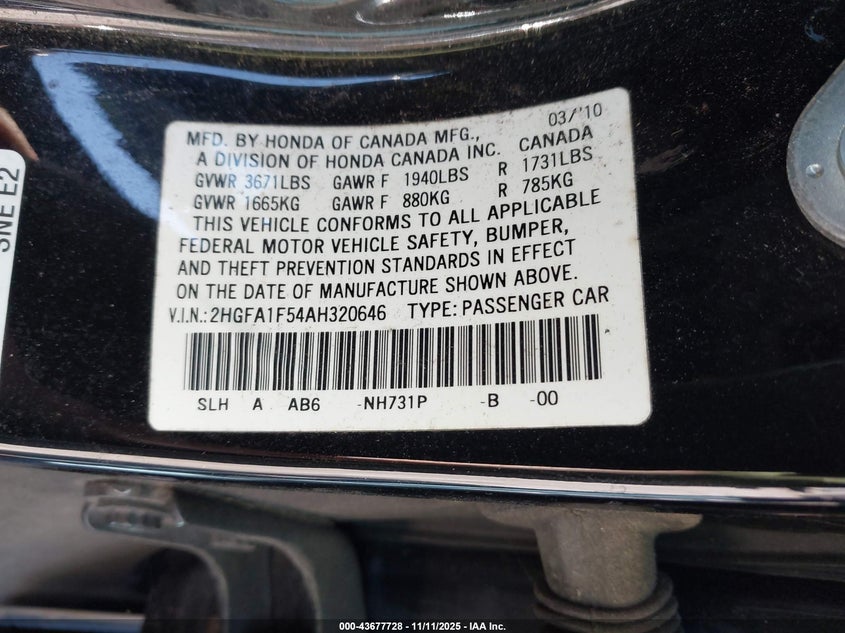 03/'10
MFD. BY HONDA OF CANADA MFG., CANADA
A DIVISION OF HONDA CANADA INC.
GVWR 3671LBS GAWR F 1940LBS R 1731LBS
GVWR 1665KG GAWR F 880KG R 785KG
THIS VEHICLE CONFORMS TO ALL APPLICABLE
FEDERAL MOTOR VEHICLE SAFETY, BUMPER,
AND THEFT PREVENTION STANDARDS IN EFFECT
ON THE DATE OF MANUFACTURE SHOWN ABOVE.
V.I.N.: 2HGFA1F54AH320646 TYPE: PASSENGER CAR
SLH A AB6 -NH731P -B -00
SNE E2
000-43677728 - 11/11/2025 - IAA Inc.